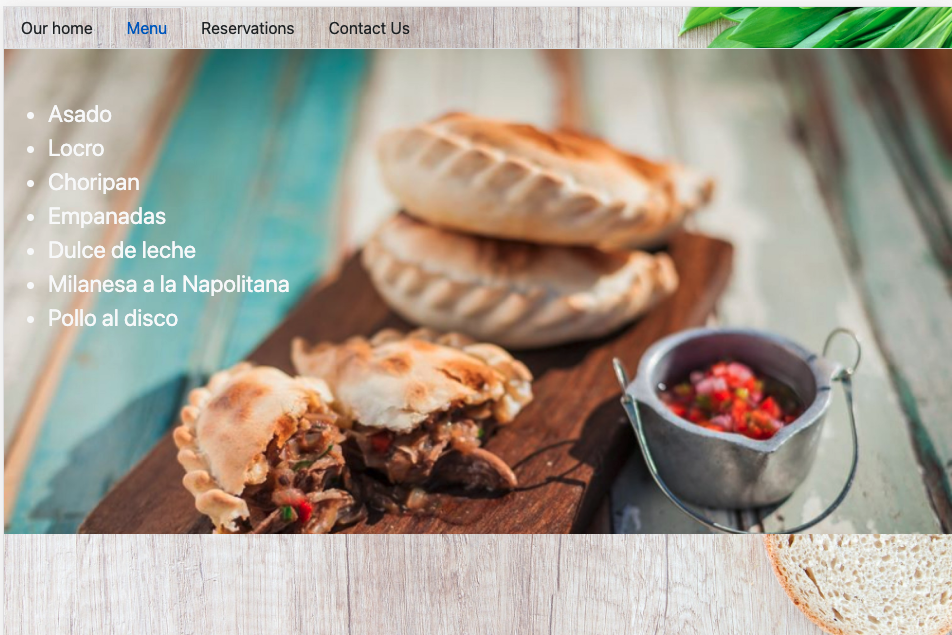 Our home Menu Reservations Contact Us
Asado
Locro
Choripan
Empanadas
Dulce de leche
Milanesa a la Napolitana
Pollo al disco